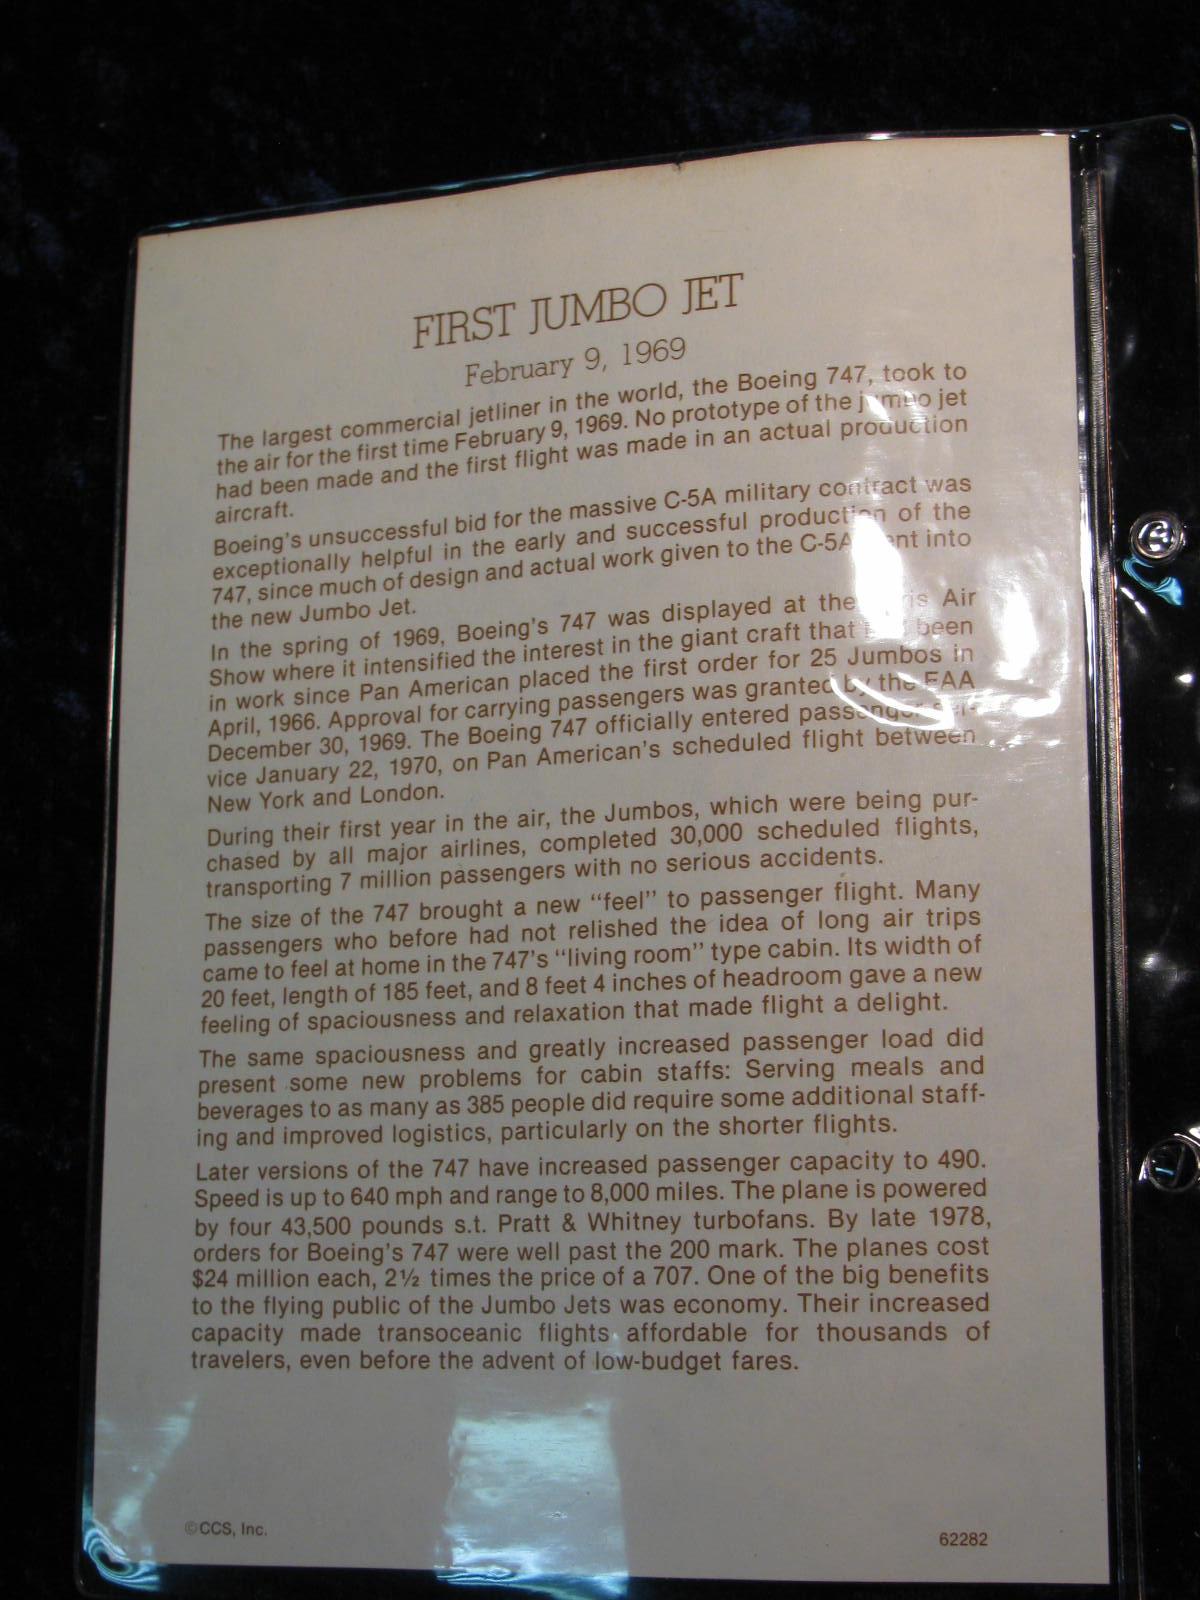 FIRST JUMBO JET
February 9, 1969
The largest commercial jetliner in the world, the Boeing 747, took to
the air for the first time February 9, 1969. No prototype of the jumbo jet
had been made and the first flight was made in an actual production
aircraft.
Boeing's unsuccessful bid for the massive C-5A military contract was
exceptionally helpful in the early and successful production of the
747, since much of design and actual work given to the C-5A went into
the new Jumbo Jet.
In the spring of 1969, Boeing's 747 was displayed at the Paris Air
Show where it intensified the interest in the giant craft that had been
in work since Pan American placed the first order for 25 Jumbos in
April, 1966. Approval for carrying passengers was granted by the FAA
December 30, 1969. The Boeing 747 officially entered passenger ser-
vice January 22, 1970, on Pan American's scheduled flight between
New York and London.
During their first year in the air, the Jumbos, which were being pur-
chased by all major airlines, completed 30,000 scheduled flights,
transporting 7 million passengers with no serious accidents.
The size of the 747 brought a new "feel" to passenger flight. Many
passengers who before had not relished the idea of long air trips
came to feel at home in the 747's "living room" type cabin. Its width of
20 feet, length of 185 feet, and 8 feet 4 inches of headroom gave a new
feeling of spaciousness and relaxation that made flight a delight.
The same spaciousness and greatly increased passenger load did
present some new problems for cabin staffs: Serving meals and
beverages to as many as 385 people did require some additional staff-
ing and improved logistics, particularly on the shorter flights.
Later versions of the 747 have increased passenger capacity to 490.
Speed is up to 640 mph and range to 8,000 miles. The plane is powered
by four 43,500 pounds s.t. Pratt & Whitney turbofans. By late 1978,
orders for Boeing's 747 were well past the 200 mark. The planes cost
$24 million each, 2½ times the price of a 707. One of the big benefits
to the flying public of the Jumbo Jets was economy. Their increased
capacity made transoceanic flights affordable for thousands of
travelers, even before the advent of low-budget fares.
©CCS, Inc.
62282